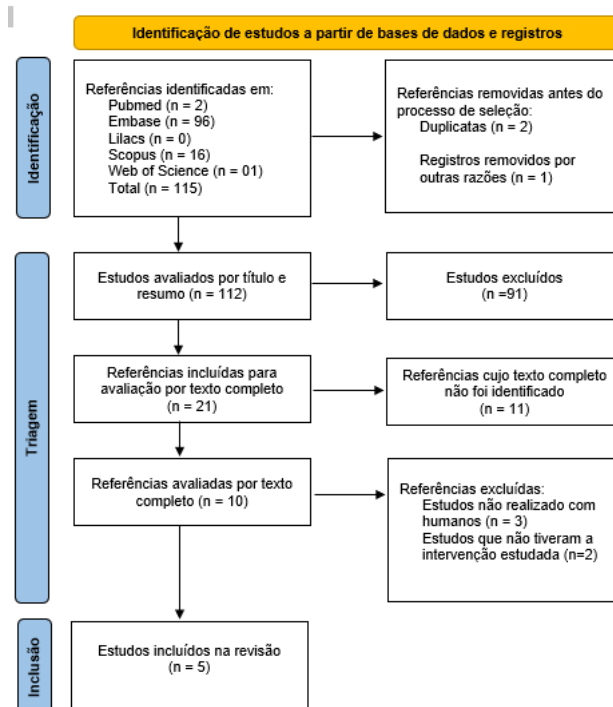 Identificação de estudos a partir de bases de dados e registros
Identificação
Referências identificadas em:
Pubmed (n = 2)
Embase (n = 96)
Lilacs (n = 0)
Scopus (n = 16)
Web of Science (n = 01)
Total (n = 115)
Referências removidas antes do
processo de seleção:
Duplicatas (n = 2)
Registros removidos por
outras razões (n = 1)
Triagem
Estudos avaliados por título e
resumo (n = 112)
Estudos excluídos
(n =91)
Referências incluídas para
avaliação por texto completo
(n = 21)
Referências cujo texto completo
não foi identificado
(n = 11)
Referências avaliadas por texto
completo (n = 10)
Referências excluídas:
Estudos não realizado com
humanos (n = 3)
Estudos que não tiveram a
intervenção estudada (n=2)
Inclusão
Estudos incluídos na revisão
(n = 5)